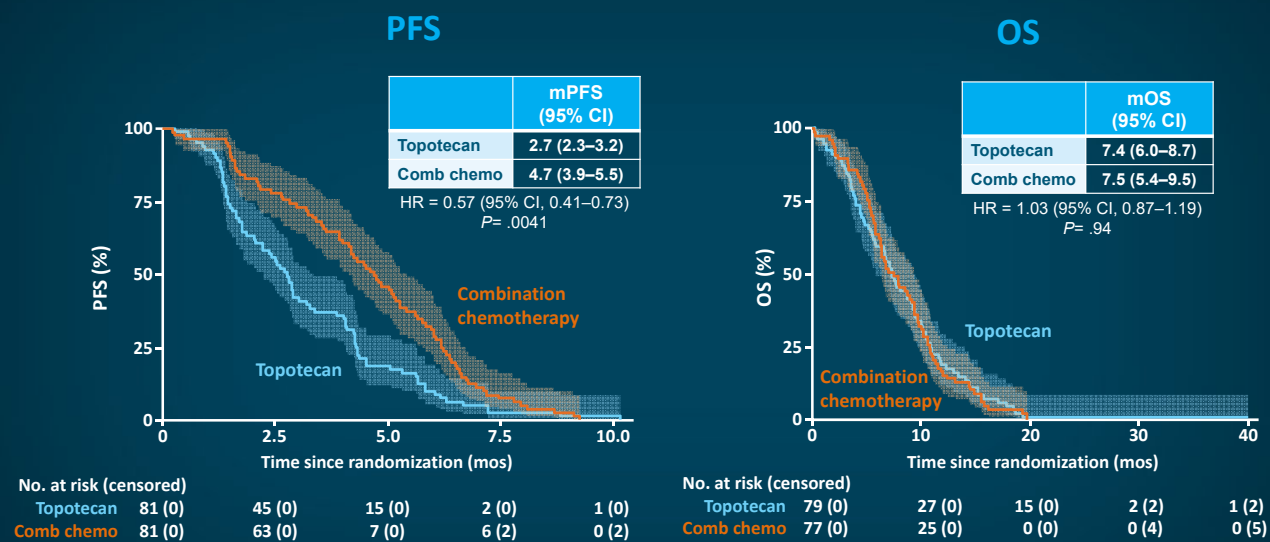 PFS
mPFS
(95% CI)
Topotecan 2.7 (2.3–3.2)
Comb chemo 4.7 (3.9–5.5)
HR = 0.57 (95% CI, 0.41–0.73)
P= .0041
PFS (%)
100
75
50
25
0
Combination
chemotherapy
Topotecan
0 2.5 5.0 7.5 10.0
Time since randomization (mos)
No. at risk (censored)
Topotecan 81 (0) 45 (0) 15 (0) 2 (0) 1 (0)
Comb chemo 81 (0) 63 (0) 7 (0) 6 (2) 0 (2)
OS
mOS
(95% CI)
Topotecan 7.4 (6.0–8.7)
Comb chemo 7.5 (5.4–9.5)
HR = 1.03 (95% CI, 0.87–1.19)
P= .94
OS (%)
100
75
50
25
0
Topotecan
Combination
chemotherapy
0 10 20 30 40
Time since randomization (mos)
No. at risk (censored)
Topotecan 79 (0) 27 (0) 15 (0) 2 (2) 1 (2)
Comb chemo 77 (0) 25 (0) 0 (0) 0 (4) 0 (5)